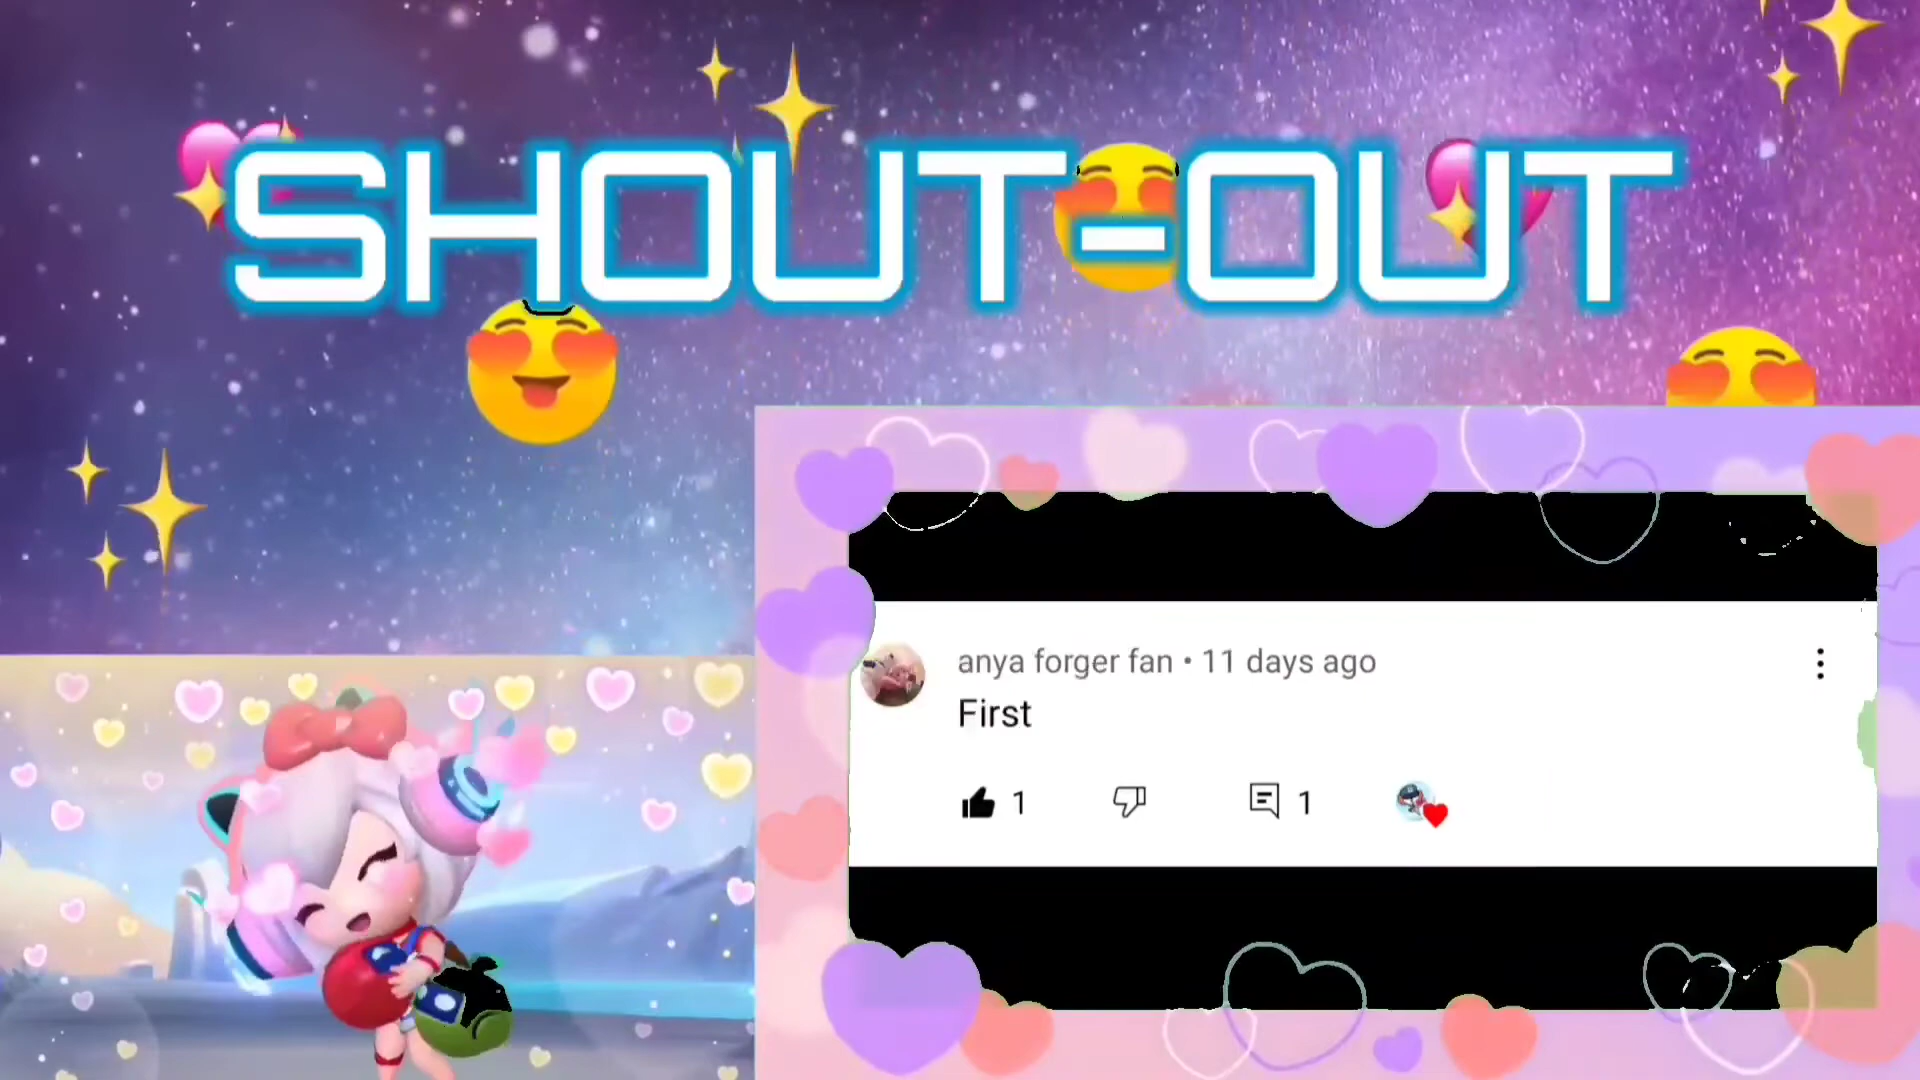 SHOUT-OUT
anya forger fan • 11 days ago
First
1
1